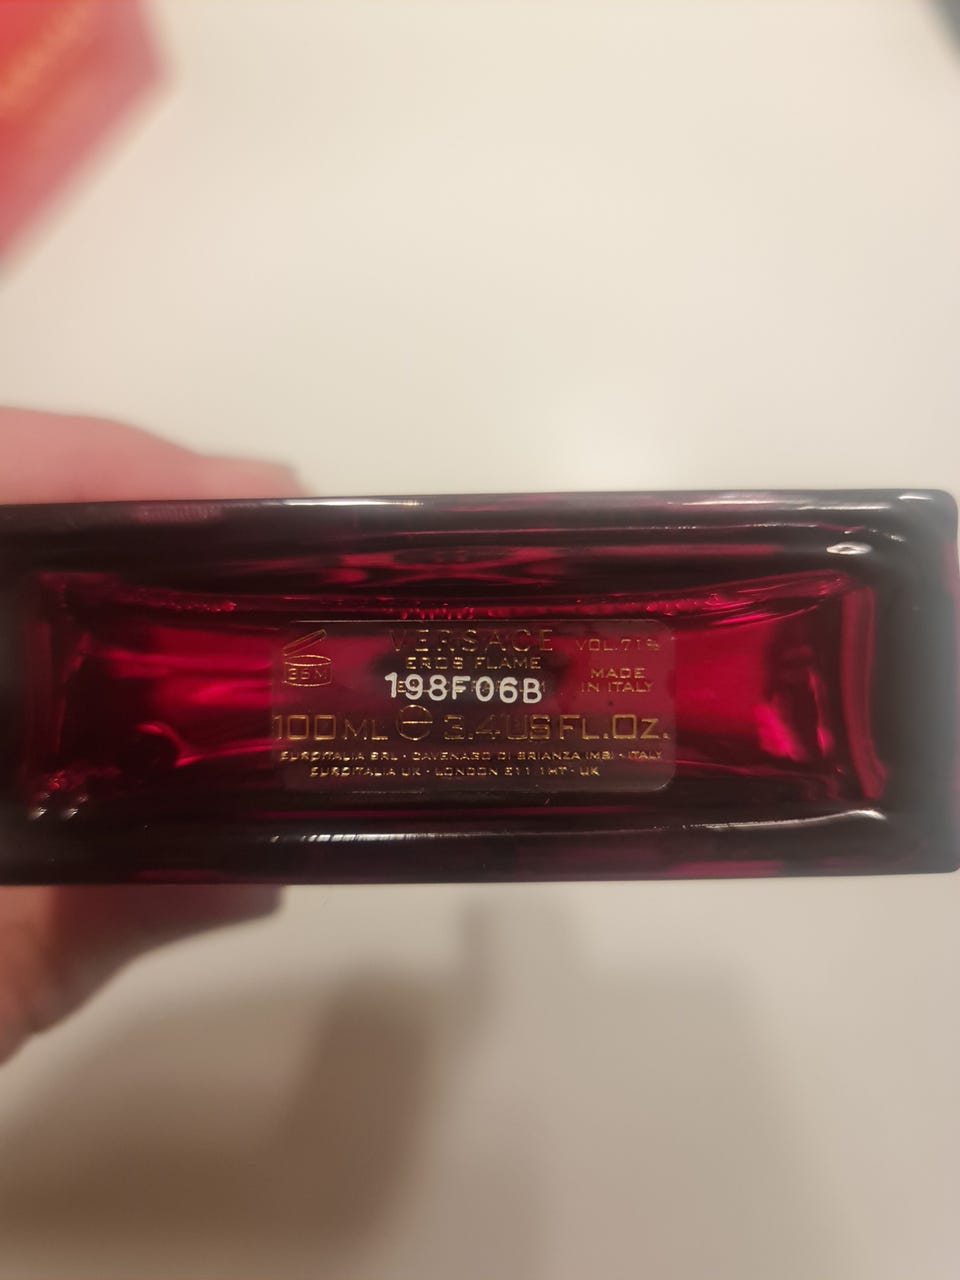 VERSACE
EROS FLAME
VOL.71%
36M
MADE
IN ITALY
198F06B
100 ML ⊖ 3.4 US FL.Oz.
EUROITALIA SRL · CAVENAGO DI BRIANZA (MB) · ITALY
EUROITALIA UK · LONDON E11 1HT · UK